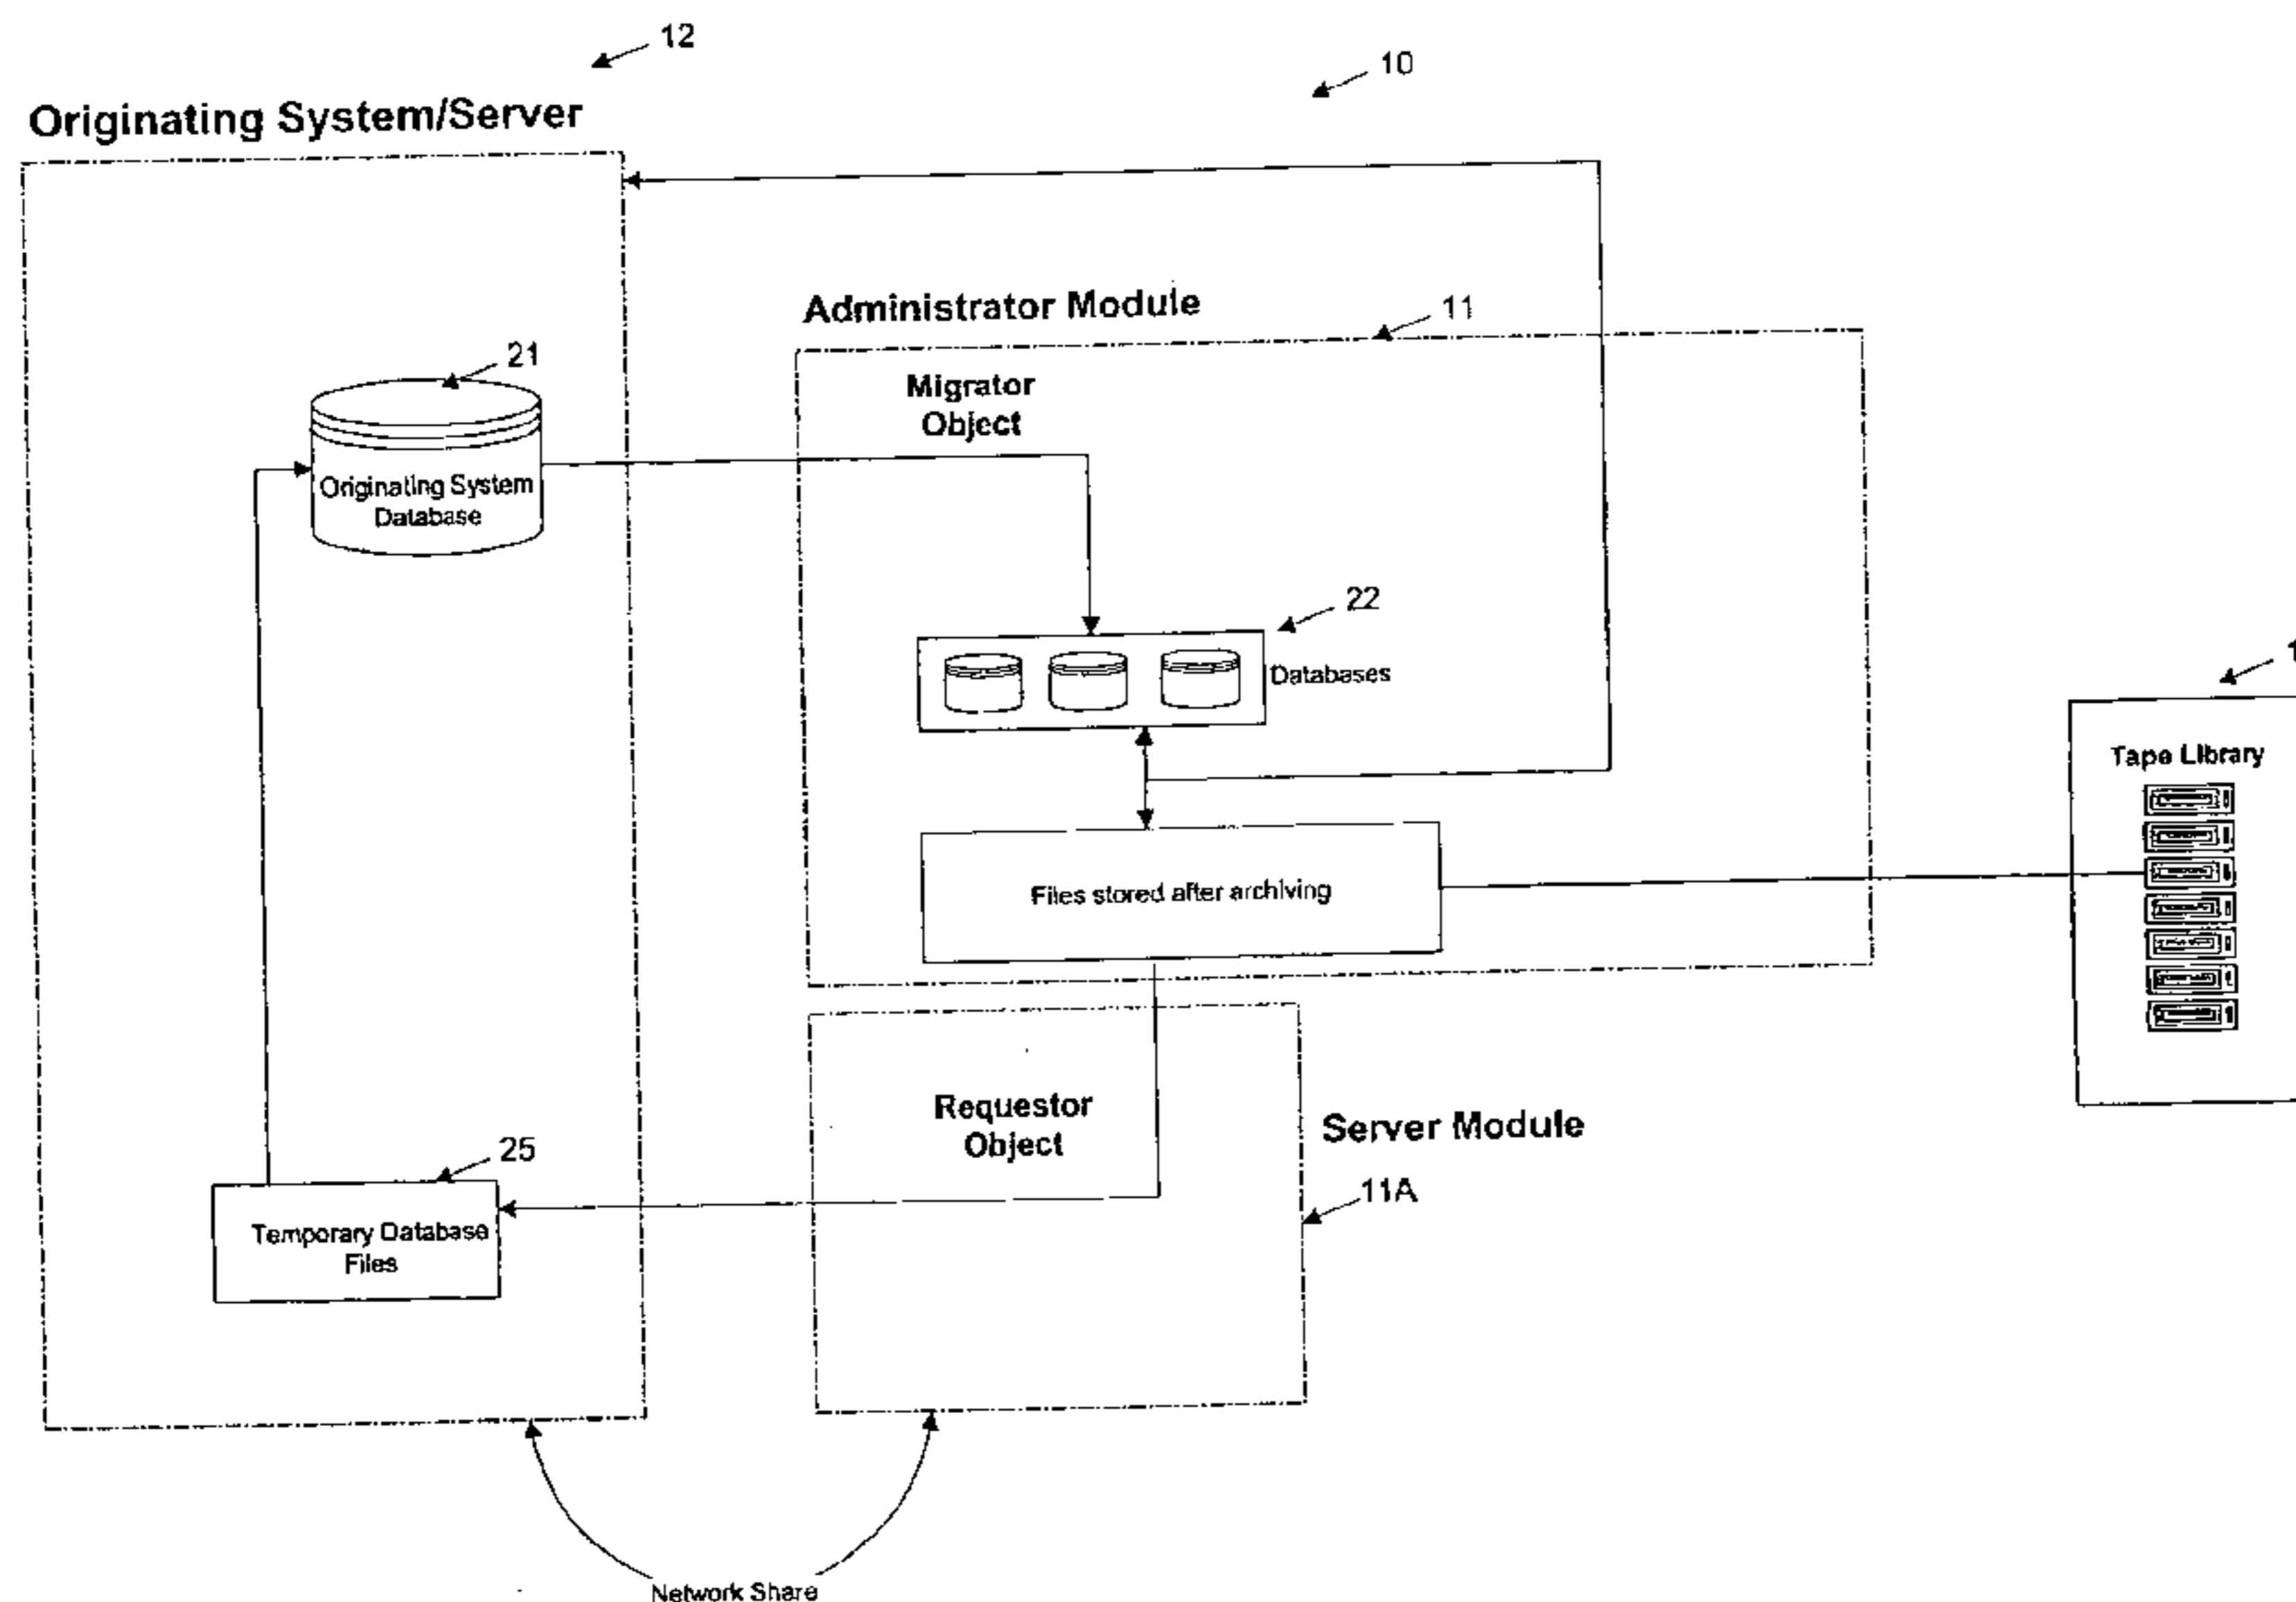 12
10
Originating System/Server
Administrator Module
11
21
Migrator
Object
Originating System
Database
22
Databases
Tape Library
Files stored after archiving
Requestor
Object
Server Module
25
11A
Temporary Database
Files
Network Share